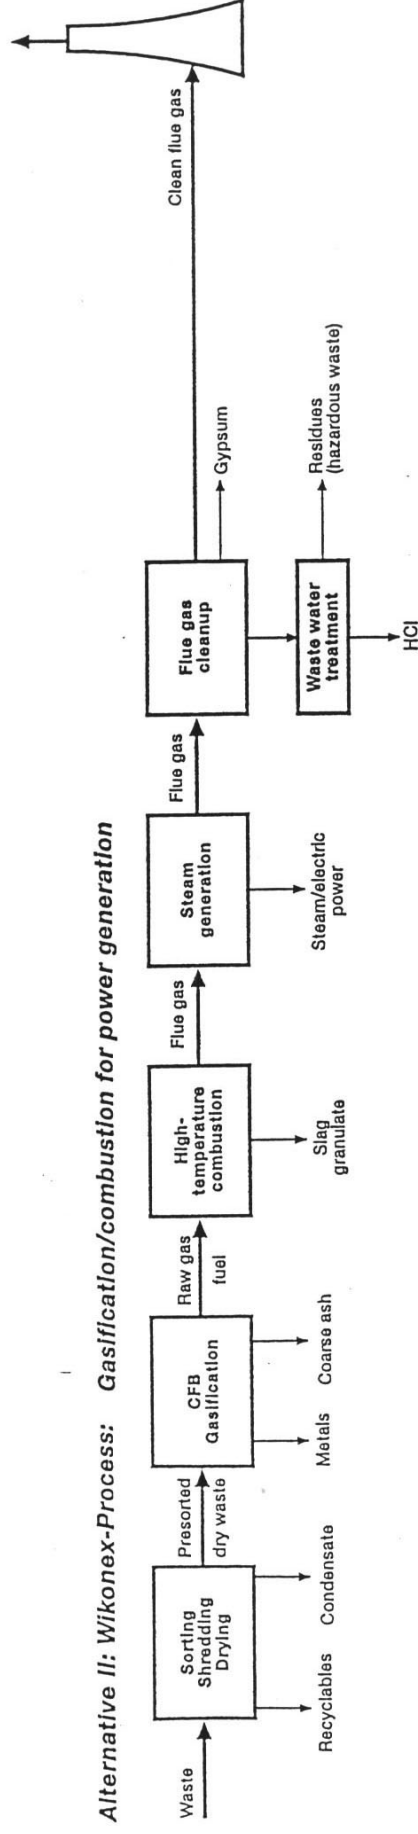 Alternative II: Wikonex-Process: Gasification/combustion for power generation
Waste
Sorting
Shredding
Drying
Recyclables
Condensate
Presorted
dry waste
CFB
Gasification
Metals
Coarse ash
Raw gas
fuel
High-
temperature
combustion
Slag
granulate
Flue gas
Steam
generation
Steam/electric
power
Flue gas
Flue gas
cleanup
Gypsum
Waste water
treatment
Residues
(hazardous waste)
HCl
Clean flue gas